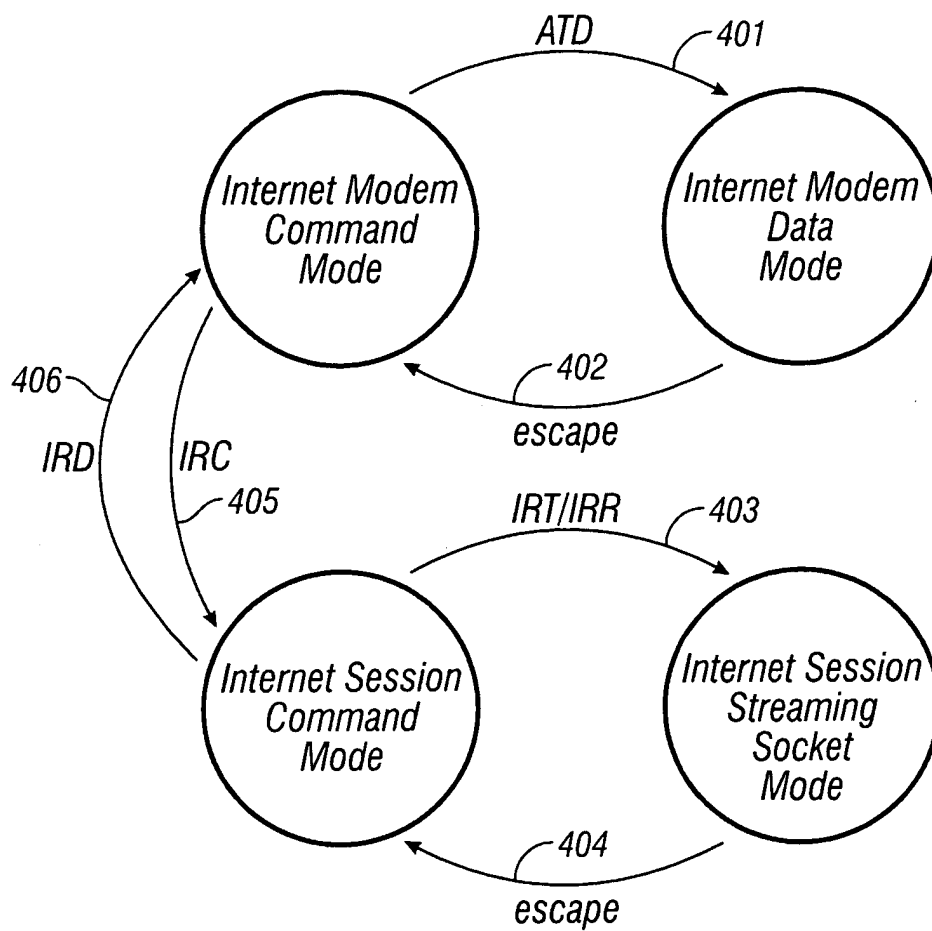 ATD
401
Internet Modem
Command
Mode
Internet Modem
Data
Mode
406
402
escape
IRD
IRC
405
IRT/IRR
403
Internet Session
Command
Mode
Internet Session
Streaming
Socket
Mode
404
escape